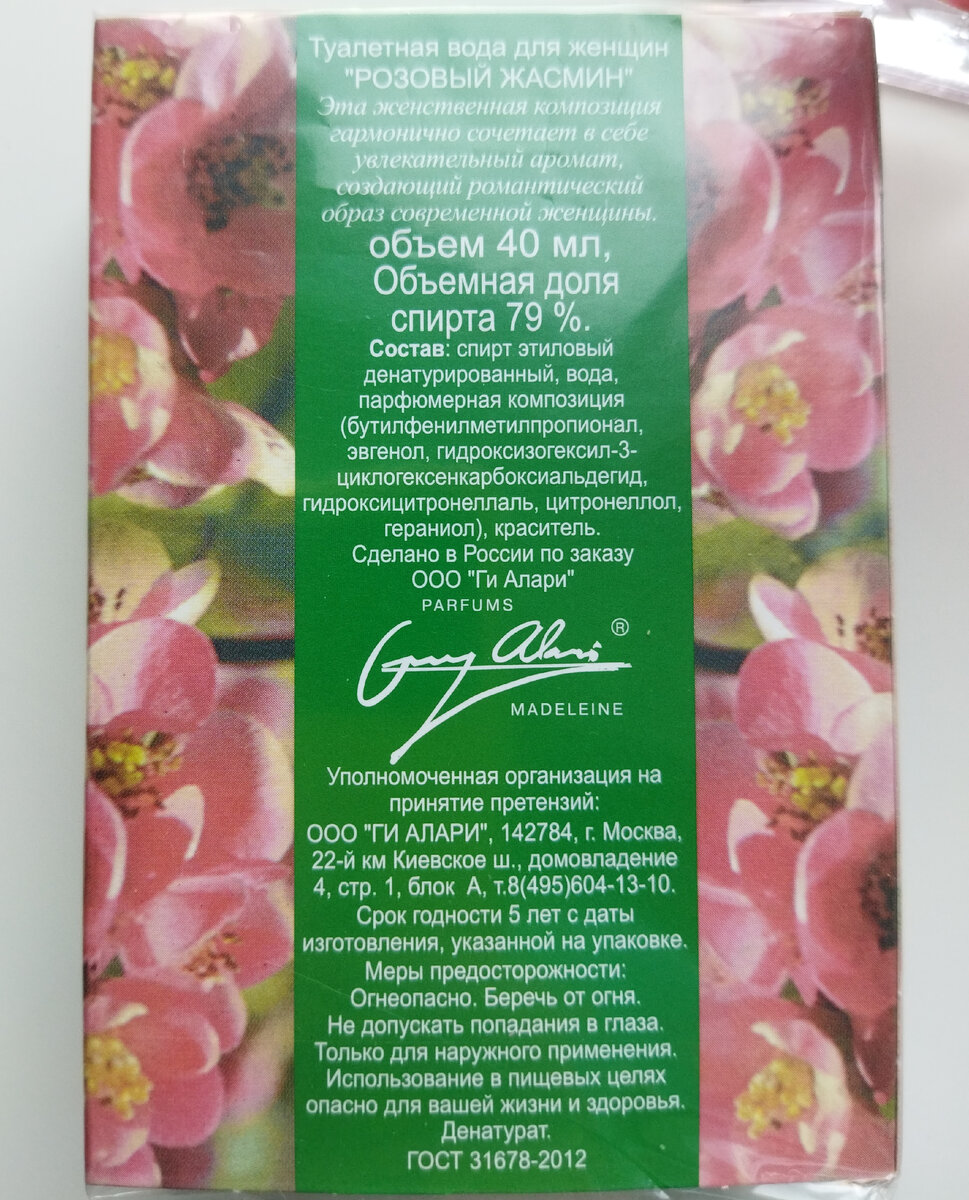 Туалетная вода для женщин
"РОЗОВЫЙ ЖАСМИН"
Эта женственная композиция
гармонично сочетает в себе
увлекательный аромат,
создающий романтический
образ современной женщины.
объем 40 мл,
Объемная доля
спирта 79 %.
Состав: спирт этиловый
денатурированный, вода,
парфюмерная композиция
(бутилфенилметилпропионал,
эвгенол, гидроксизогексил-3-
циклогексенкарбоксиальдегид,
гидроксицитронеллаль, цитронеллол,
гераниол), краситель.
Сделано в России по заказу
ООО "Ги Алари"
PARFUMS
Guy Alari ®
MADELEINE
Уполномоченная организация на
принятие претензий:
ООО "ГИ АЛАРИ", 142784, г. Москва,
22-й км Киевское ш., домовладение
4, стр. 1, блок А, т.8(495)604-13-10.
Срок годности 5 лет с даты
изготовления, указанной на упаковке.
Меры предосторожности:
Огнеопасно. Беречь от огня.
Не допускать попадания в глаза.
Только для наружного применения.
Использование в пищевых целях
опасно для вашей жизни и здоровья.
Денатурат.
ГОСТ 31678-2012